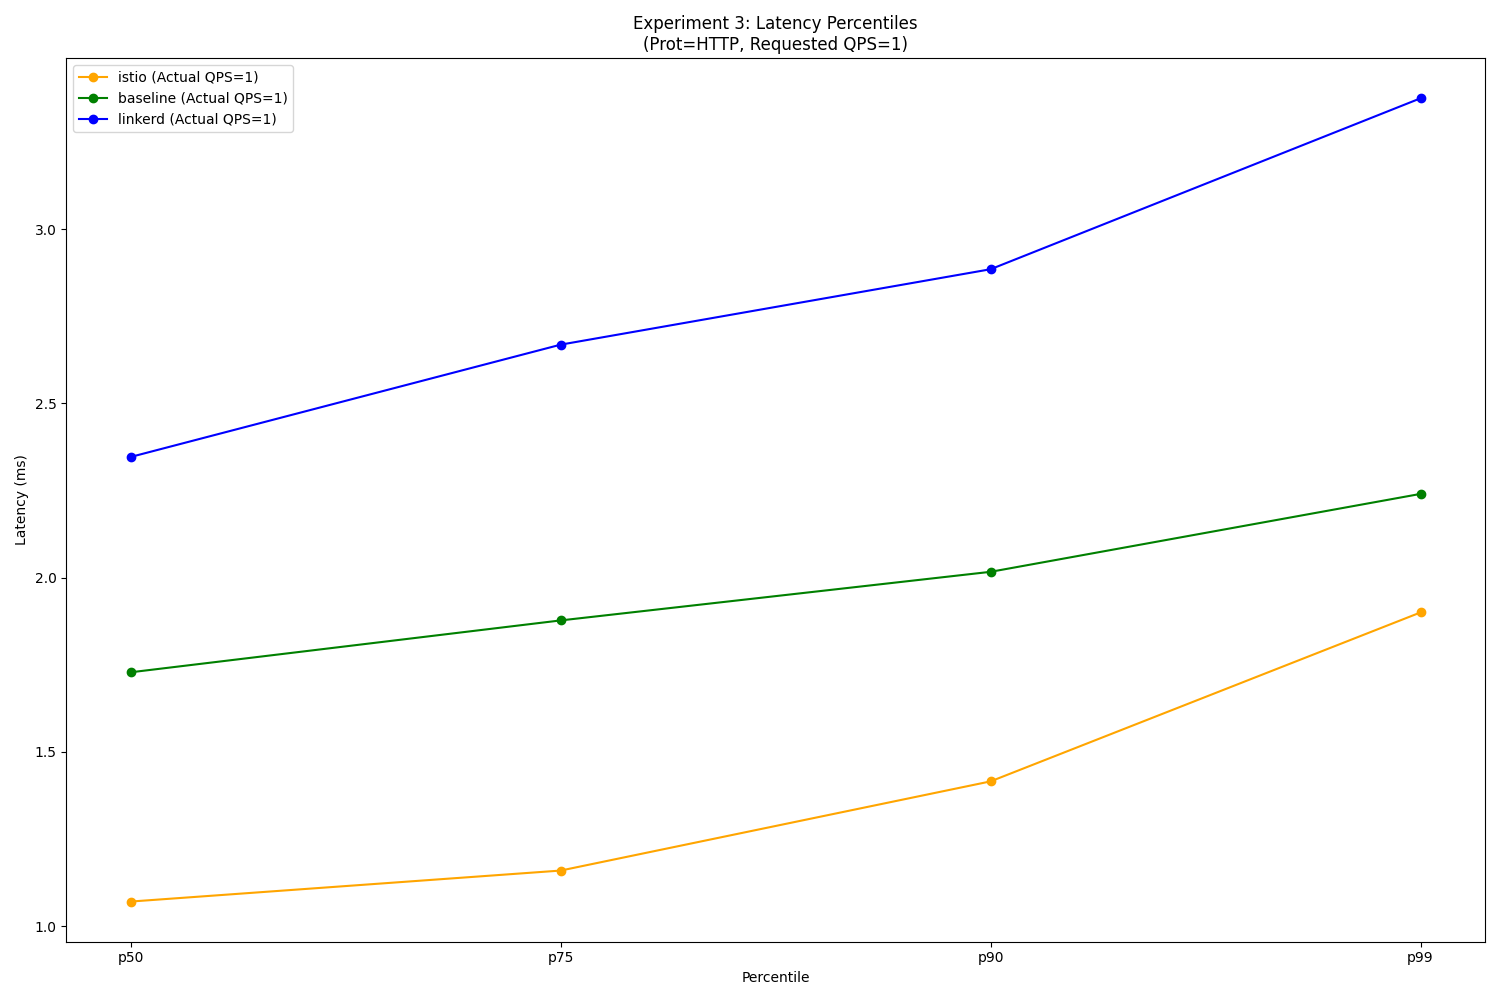 Experiment 3: Latency Percentiles
(Prot=HTTP, Requested QPS=1)
istio (Actual QPS=1)
baseline (Actual QPS=1)
linkerd (Actual QPS=1)
Latency (ms)
3.0
2.5
2.0
1.5
1.0
p50 p75 p90 p99
Percentile